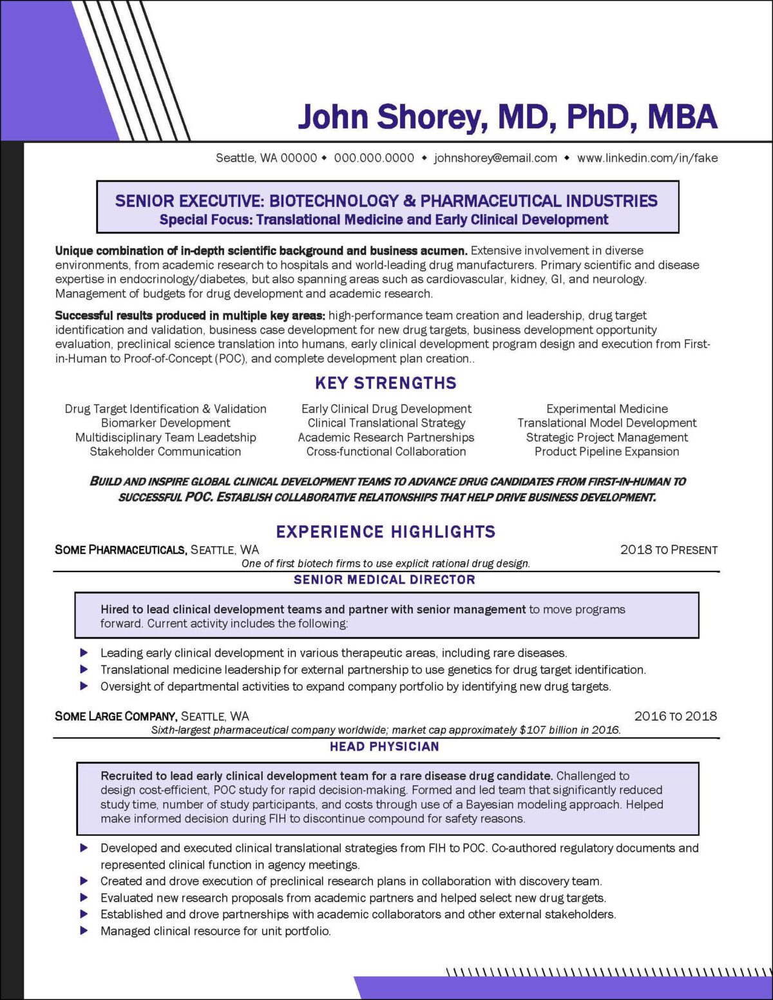 John Shorey, MD, PhD, MBA
Seattle, WA 00000 ♦ 000.000.0000 ♦ johnshorey@email.com ♦ www.linkedin.com/in/fake
SENIOR EXECUTIVE: BIOTECHNOLOGY & PHARMACEUTICAL INDUSTRIES
Special Focus: Translational Medicine and Early Clinical Development
Unique combination of in-depth scientific background and business acumen. Extensive involvement in diverse
environments, from academic research to hospitals and world-leading drug manufacturers. Primary scientific and disease
expertise in endocrinology/diabetes, but also spanning areas such as cardiovascular, kidney, GI, and neurology.
Management of budgets for drug development and academic research.
Successful results produced in multiple key areas: high-performance team creation and leadership, drug target
identification and validation, business case development for new drug targets, business development opportunity
evaluation, preclinical science translation into humans, early clinical development program design and execution from First-
in-Human to Proof-of-Concept (POC), and complete development plan creation..
KEY STRENGTHS
Drug Target Identification & Validation Early Clinical Drug Development Experimental Medicine
Biomarker Development Clinical Translational Strategy Translational Model Development
Multidisciplinary Team Leadetship Academic Research Partnerships Strategic Project Management
Stakeholder Communication Cross-functional Collaboration Product Pipeline Expansion
BUILD AND INSPIRE GLOBAL CLINICAL DEVELOPMENT TEAMS TO ADVANCE DRUG CANDIDATES FROM FIRST-IN-HUMAN TO
SUCCESSFUL POC. ESTABLISH COLLABORATIVE RELATIONSHIPS THAT HELP DRIVE BUSINESS DEVELOPMENT.
EXPERIENCE HIGHLIGHTS
SOME PHARMACEUTICALS, SEATTLE, WA 2018 TO PRESENT
One of first biotech firms to use explicit rational drug design.
SENIOR MEDICAL DIRECTOR
Hired to lead clinical development teams and partner with senior management to move programs
forward. Current activity includes the following:
Leading early clinical development in various therapeutic areas, including rare diseases.
Translational medicine leadership for external partnership to use genetics for drug target identification.
Oversight of departmental activities to expand company portfolio by identifying new drug targets.
SOME LARGE COMPANY, SEATTLE, WA 2016 TO 2018
Sixth-largest pharmaceutical company worldwide; market cap approximately $107 billion in 2016.
HEAD PHYSICIAN
Recruited to lead early clinical development team for a rare disease drug candidate. Challenged to
design cost-efficient, POC study for rapid decision-making. Formed and led team that significantly reduced
study time, number of study participants, and costs through use of a Bayesian modeling approach. Helped
make informed decision during FIH to discontinue compound for safety reasons.
Developed and executed clinical translational strategies from FIH to POC. Co-authored regulatory documents and
represented clinical function in agency meetings.
Created and drove execution of preclinical research plans in collaboration with discovery team.
Evaluated new research proposals from academic partners and helped select new drug targets.
Established and drove partnerships with academic collaborators and other external stakeholders.
Managed clinical resource for unit portfolio.